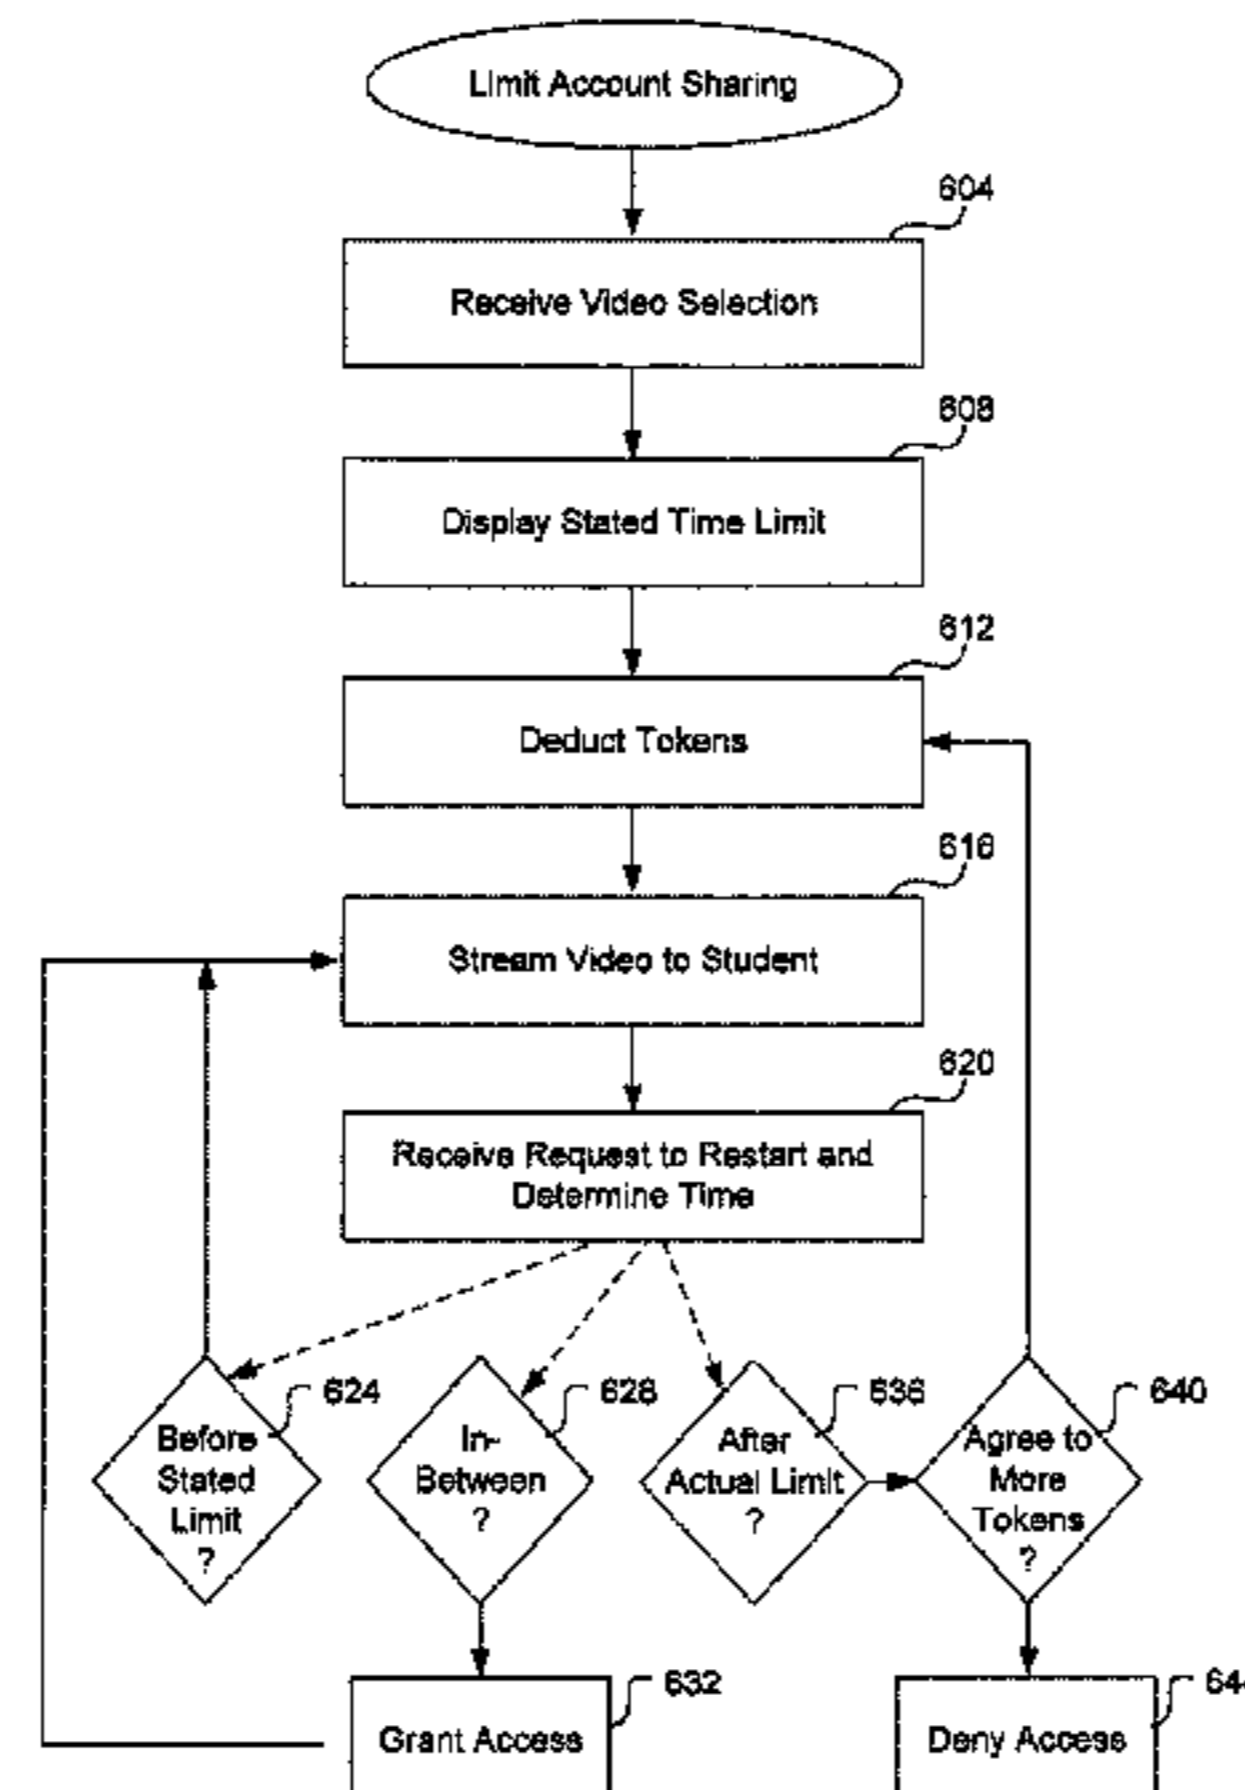 Limit Account Sharing
604
Receive Video Selection
608
Display Stated Time Limit
612
Deduct Tokens
616
Stream Video to Student
620
Receive Request to Restart and
Determine Time
624
Before
Stated
Limit
?
628
In-
Between
?
636
After
Actual Limit
?
640
Agree to
More
Tokens
?
632
Grant Access
644
Deny Access